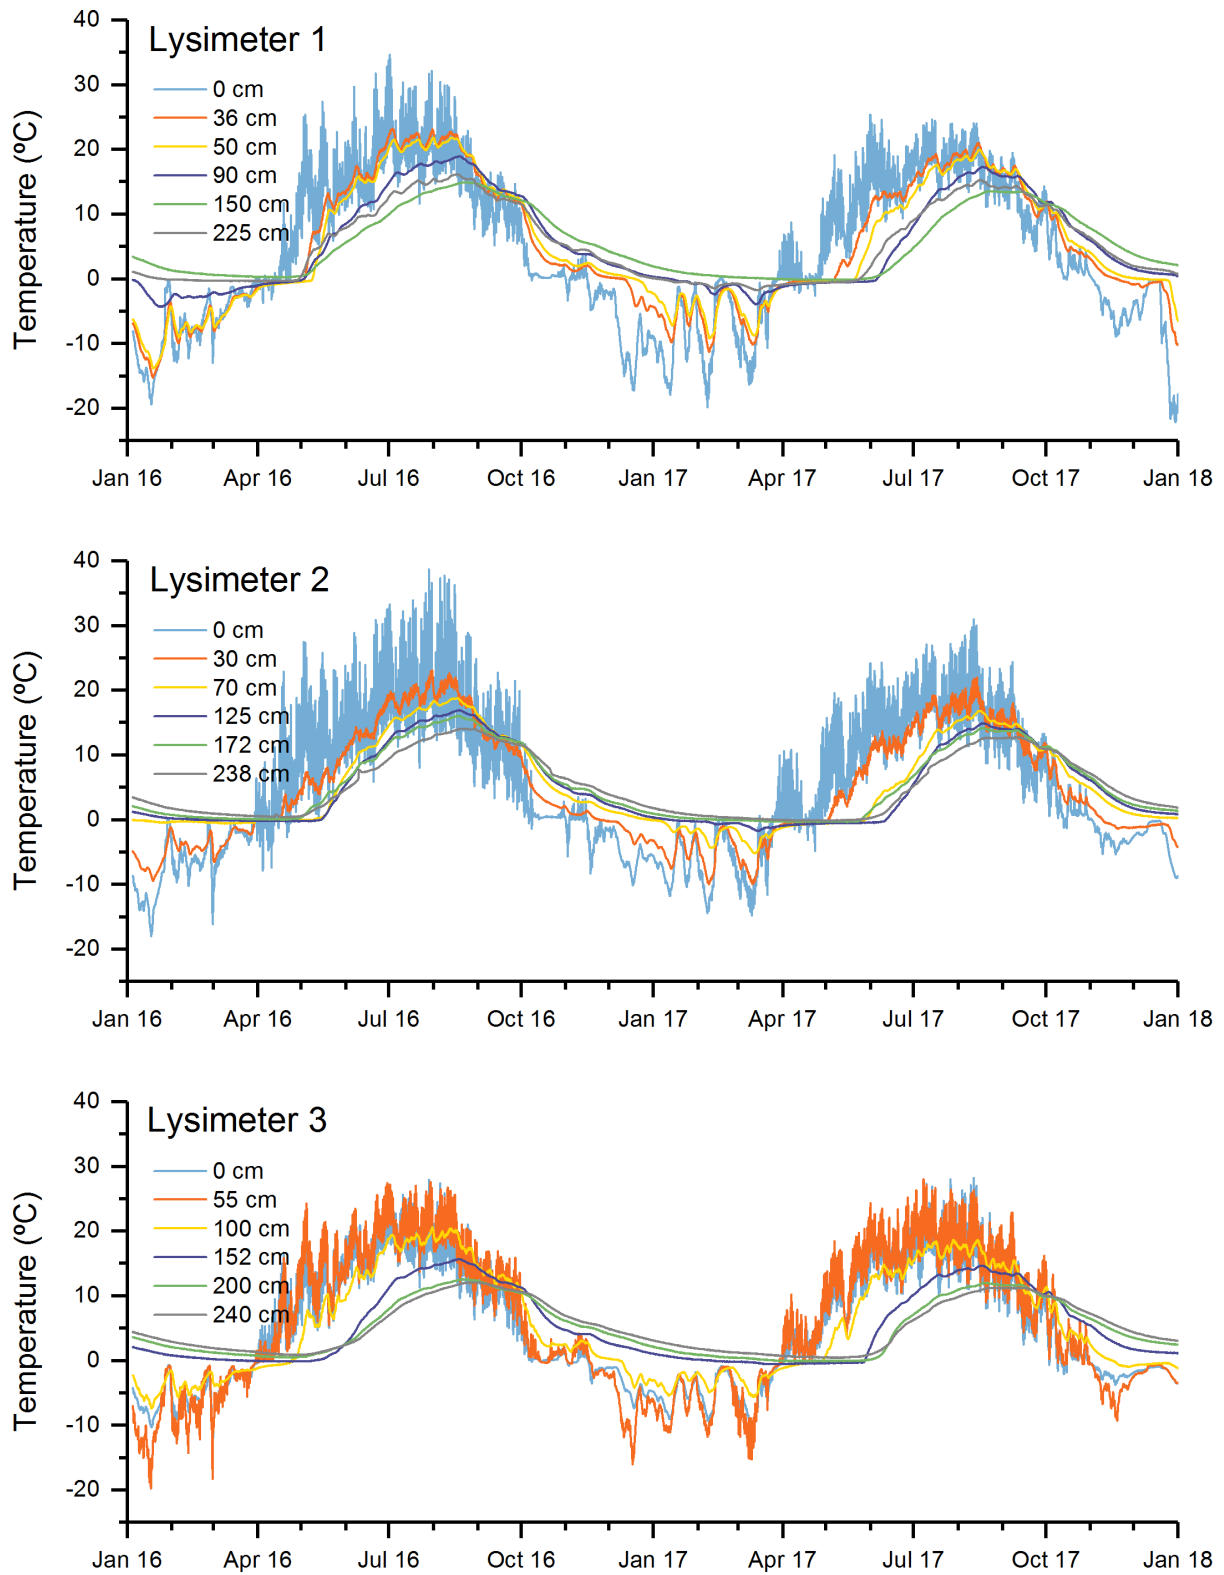 Lysimeter 1
Temperature (ºC)
40
30
20
10
0
-10
-20
0 cm
36 cm
50 cm
90 cm
150 cm
225 cm
Jan 16 Apr 16 Jul 16 Oct 16 Jan 17 Apr 17 Jul 17 Oct 17 Jan 18
Lysimeter 2
Temperature (ºC)
40
30
20
10
0
-10
-20
0 cm
30 cm
70 cm
125 cm
172 cm
238 cm
Jan 16 Apr 16 Jul 16 Oct 16 Jan 17 Apr 17 Jul 17 Oct 17 Jan 18
Lysimeter 3
Temperature (ºC)
40
30
20
10
0
-10
-20
0 cm
55 cm
100 cm
152 cm
200 cm
240 cm
Jan 16 Apr 16 Jul 16 Oct 16 Jan 17 Apr 17 Jul 17 Oct 17 Jan 18